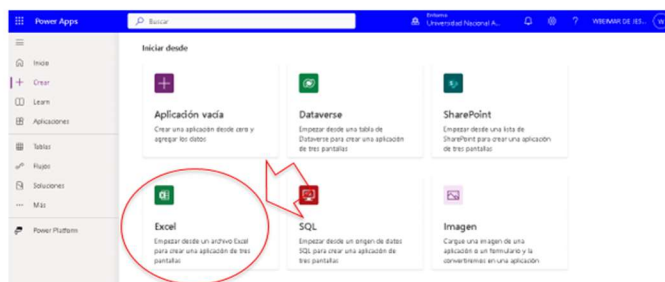 Power Apps
Buscar
Entorno
Universidad Nacional A...
?
WBEIMAR DE JES...
W
Inicio
Crear
Learn
Aplicaciones
Tablas
Flujos
Soluciones
Más
Power Platform
Iniciar desde
Aplicación vacía
Crear una aplicación desde cero y
agregar los datos
Dataverse
Empezar desde una tabla de
Dataverse para crear una aplicación
de tres pantallas
SharePoint
Empezar desde una lista de
SharePoint para crear una aplicación
de tres pantallas
Excel
Empezar desde un archivo Excel
para crear una aplicación de tres
pantallas
SQL
Empezar desde un origen de datos
SQL para crear una aplicación de
tres pantallas
Imagen
Cargue una imagen de una
aplicación o un formulario y la
convertiremos en una aplicación